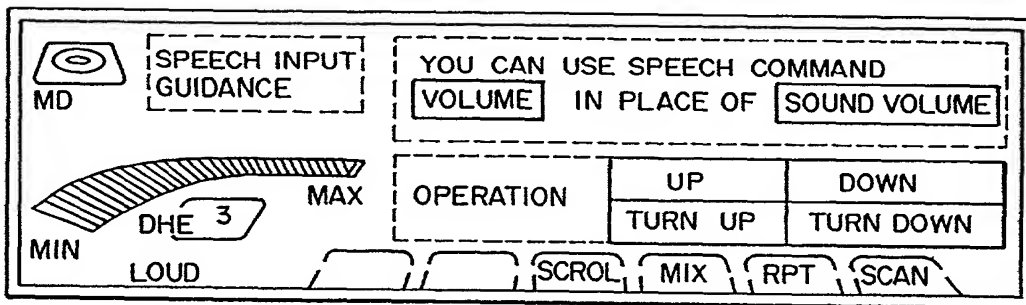 MD
SPEECH INPUT
GUIDANCE
YOU CAN USE SPEECH COMMAND
VOLUME IN PLACE OF SOUND VOLUME
MIN
MAX
DHE 3
LOUD
OPERATION
UP DOWN
TURN UP TURN DOWN
SCROL MIX RPT SCAN